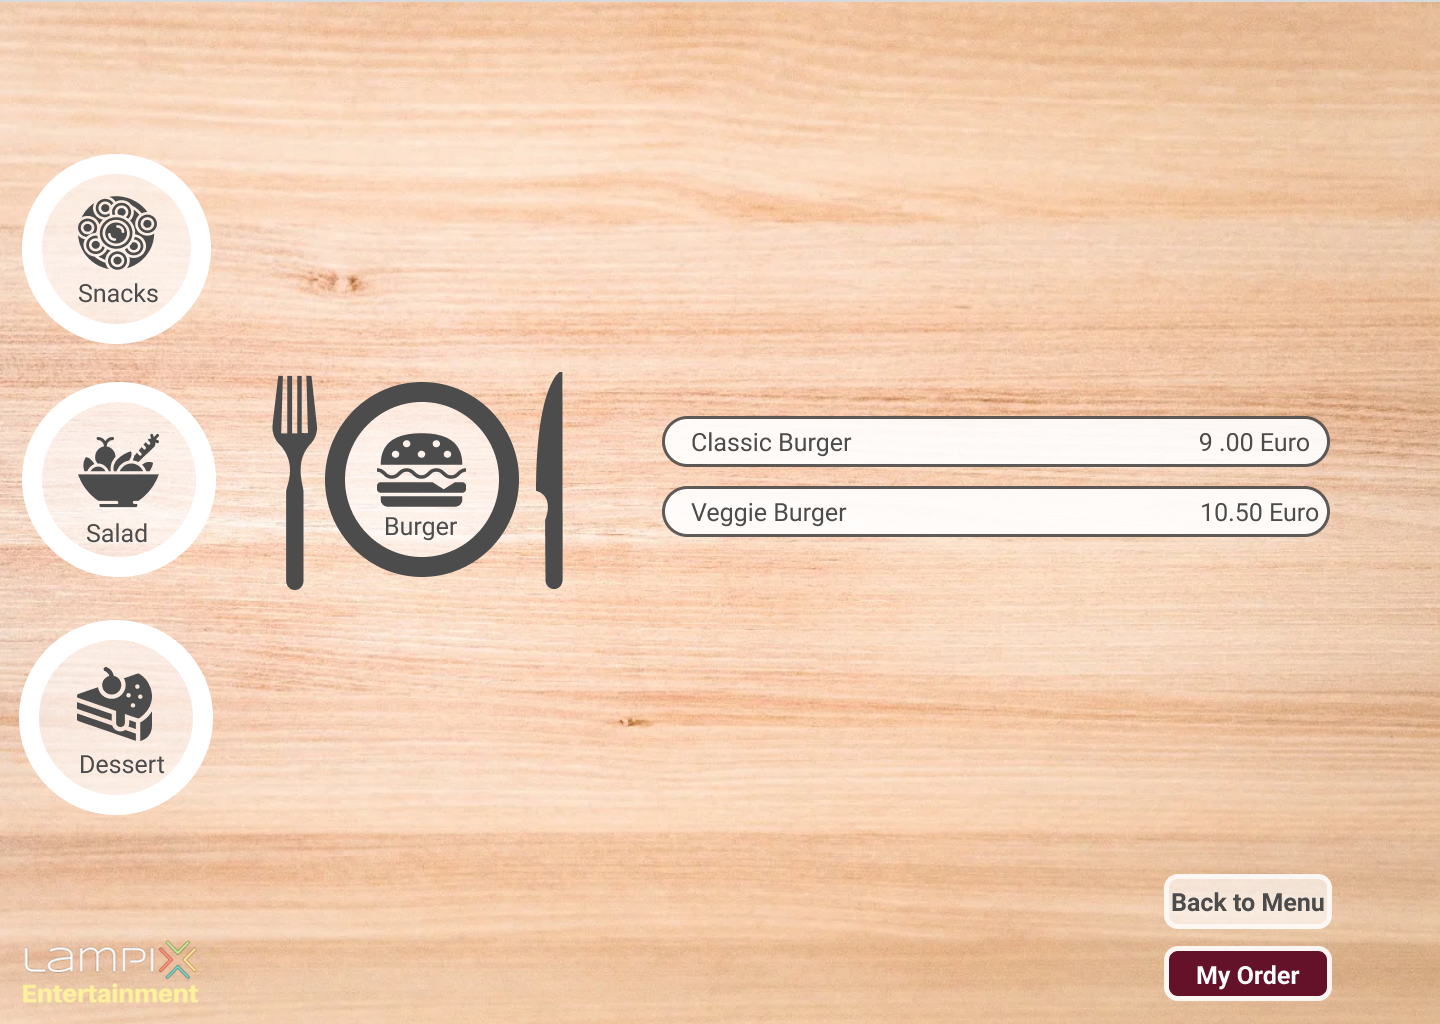 Snacks
Salad
Dessert
Burger
Classic Burger 9 .00 Euro
Veggie Burger 10.50 Euro
Back to Menu
My Order
LAMPIX
Entertainment